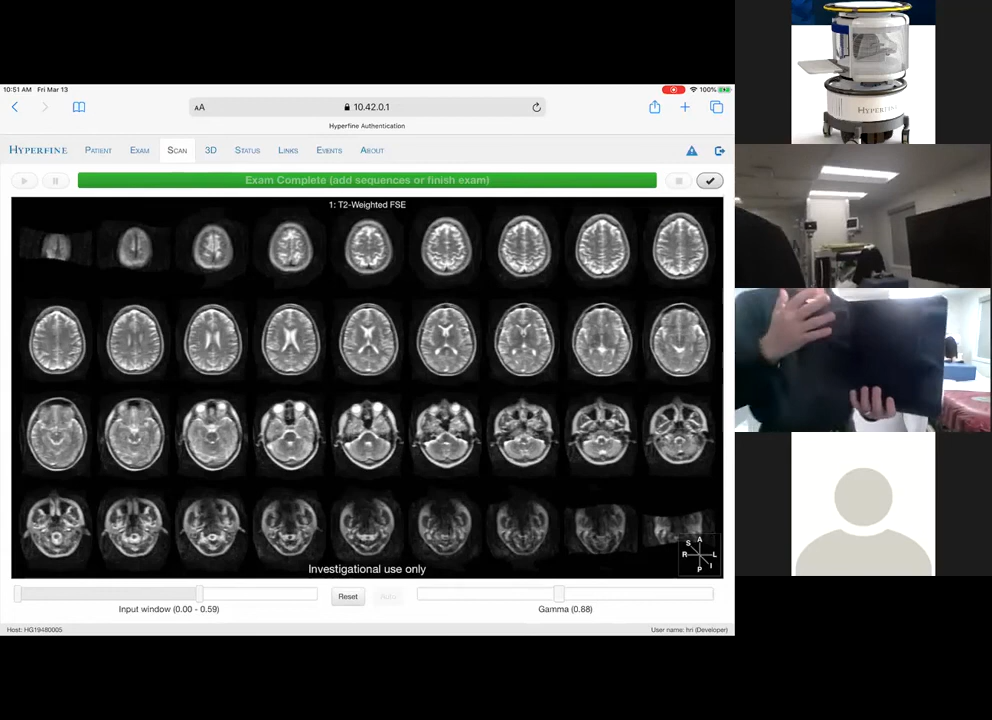 10:51 AM Fri Mar 13
100%
AA
10.42.0.1
Hyperfine Authentication
HYPERFINE PATIENT EXAM SCAN 3D STATUS LINKS EVENTS ABOUT
Exam Complete (add sequences or finish exam)
1: T2-Weighted FSE
S A
R L
P I
Investigational use only
Reset Auto
Input window (0.00 - 0.59)
Gamma (0.88)
Host: HG19480005
User name: hri (Developer)
HYPERFINE